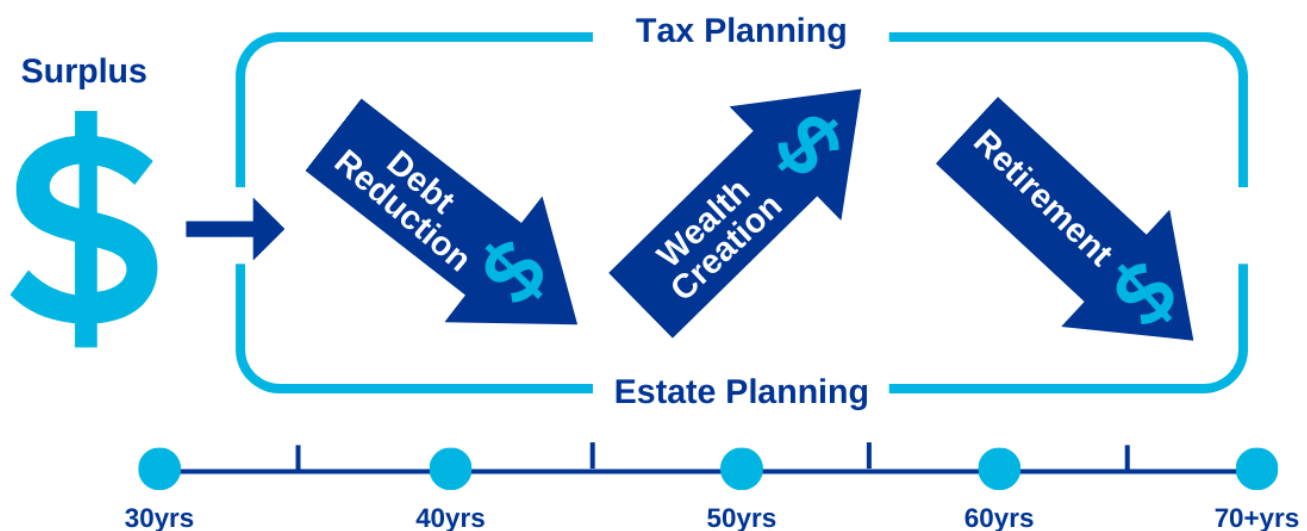 Tax Planning
Surplus
$
Debt
Reduction
$
Wealth
Creation
$
Retirement
$
Estate Planning
30yrs
40yrs
50yrs
60yrs
70+yrs